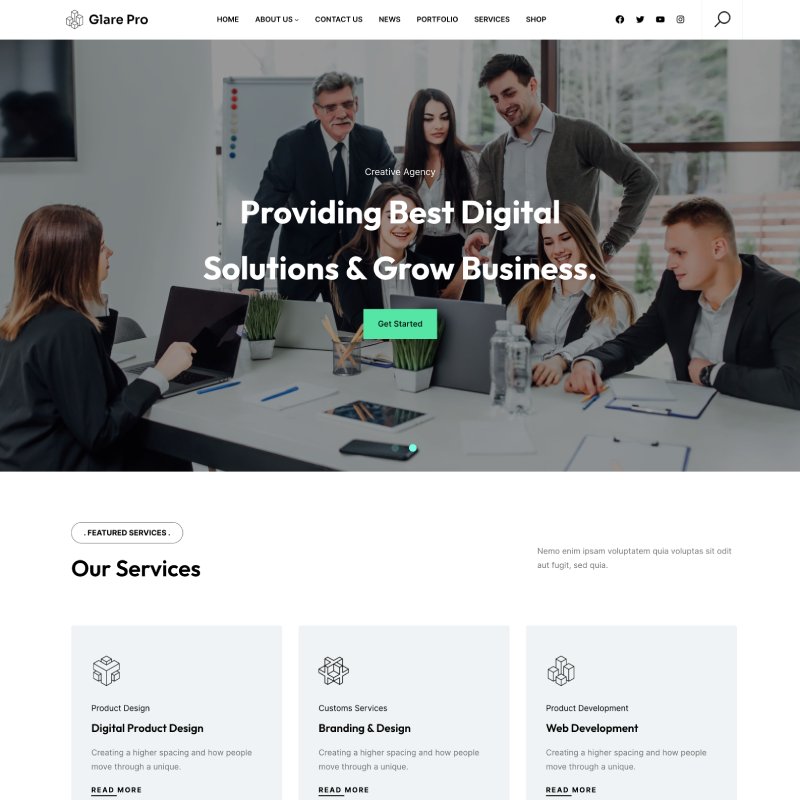 Glare Pro
HOME
ABOUT US
CONTACT US
NEWS
PORTFOLIO
SERVICES
SHOP
Creative Agency
Providing Best Digital
Solutions & Grow Business.
Get Started
. FEATURED SERVICES .
Our Services
Nemo enim ipsam voluptatem quia voluptas sit odit
aut fugit, sed quia.
Product Design
Digital Product Design
Creating a higher spacing and how people
move through a unique.
READ MORE
Customs Services
Branding & Design
Creating a higher spacing and how people
move through a unique.
READ MORE
Product Development
Web Development
Creating a higher spacing and how people
move through a unique.
READ MORE